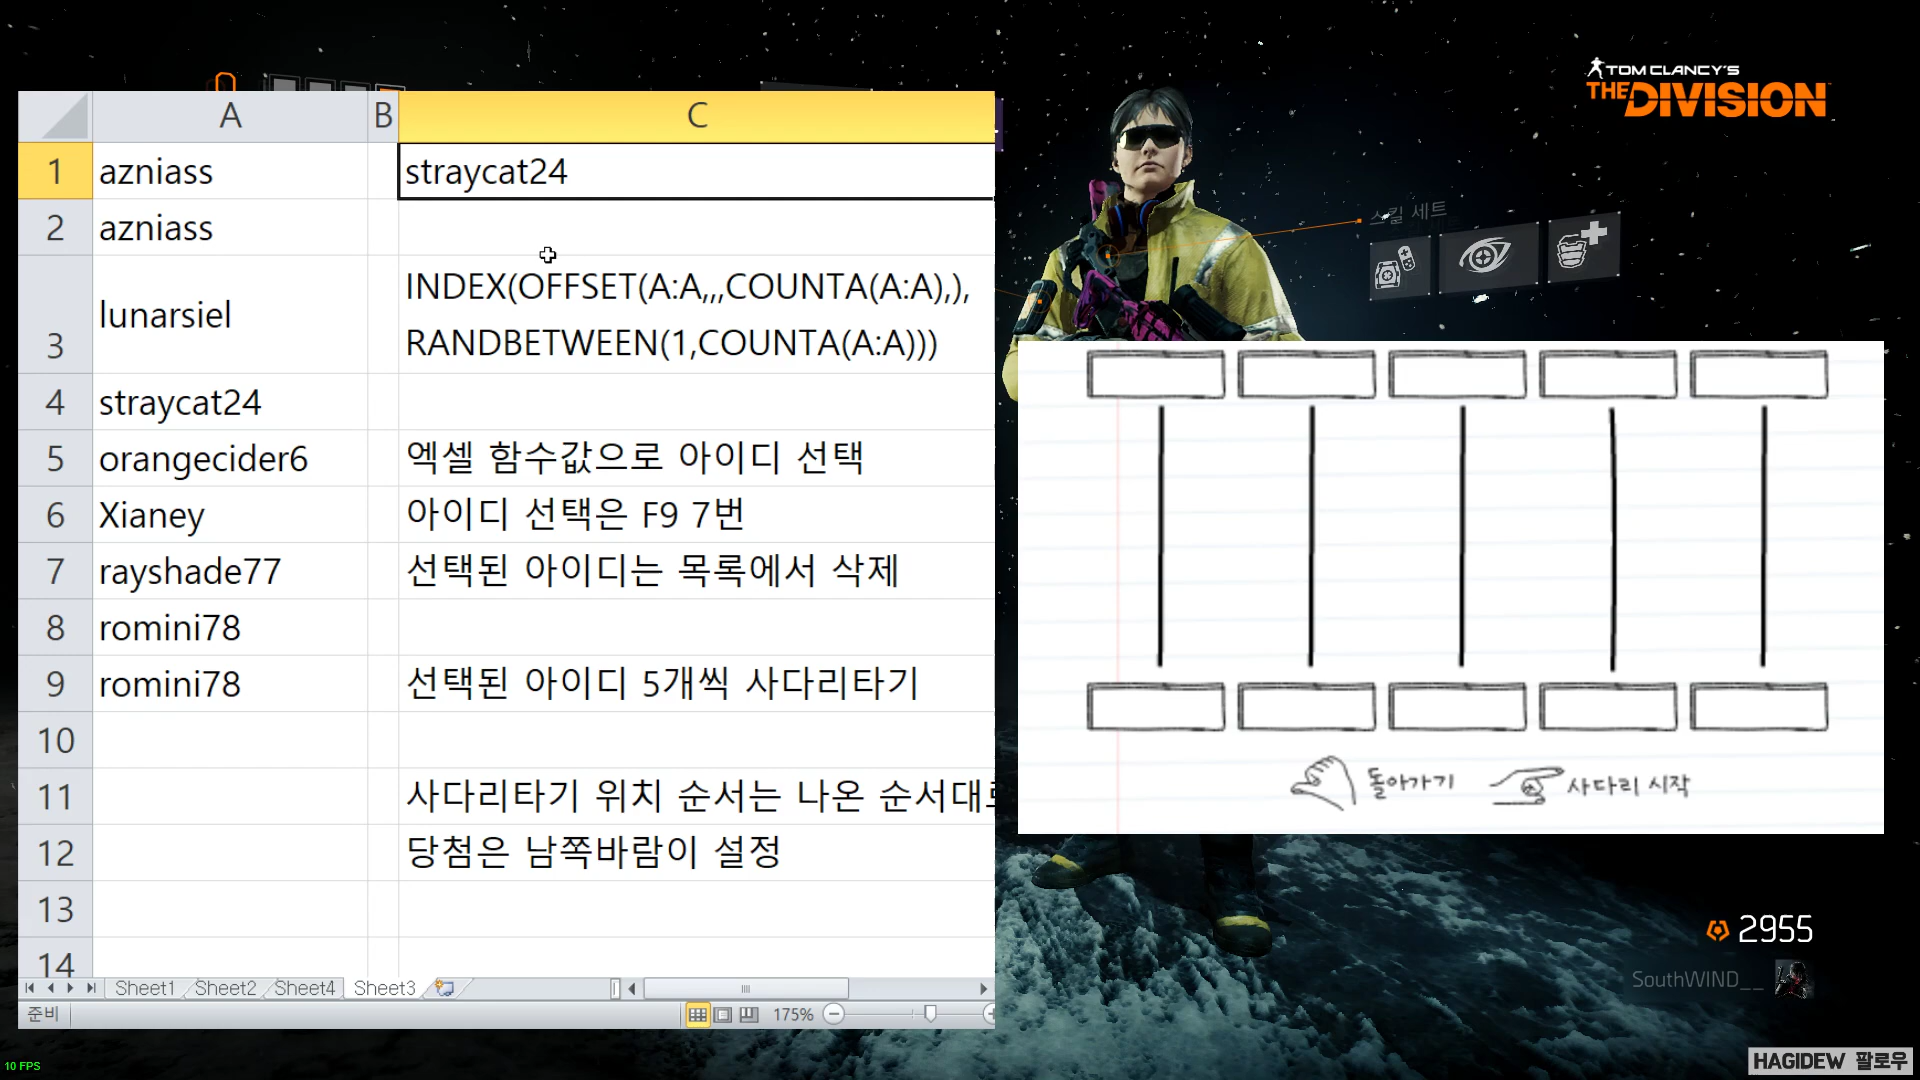 TOM CLANCY'S
THE DIVISION
A B C
1 azniass straycat24
2 azniass
INDEX(OFFSET(A:A,,,COUNTA(A:A),),
3 lunarsiel
RANDBETWEEN(1,COUNTA(A:A)))
4 straycat24
5 orangecider6 엑셀 함수값으로 아이디 선택
6 Xianey 아이디 선택은 F9 7번
7 rayshade77 선택된 아이디는 목록에서 삭제
8 romini78
9 romini78 선택된 아이디 5개씩 사다리타기
10
11 사다리타기 위치 순서는 나온 순서대로
12 당첨은 남쪽바람이 설정
13
14
Sheet1 Sheet2 Sheet4 Sheet3
준비 175%
스킬 세트
돌아가기 사다리 시작
2955
SouthWIND__
10 FPS
HAGIDEW 팔로우